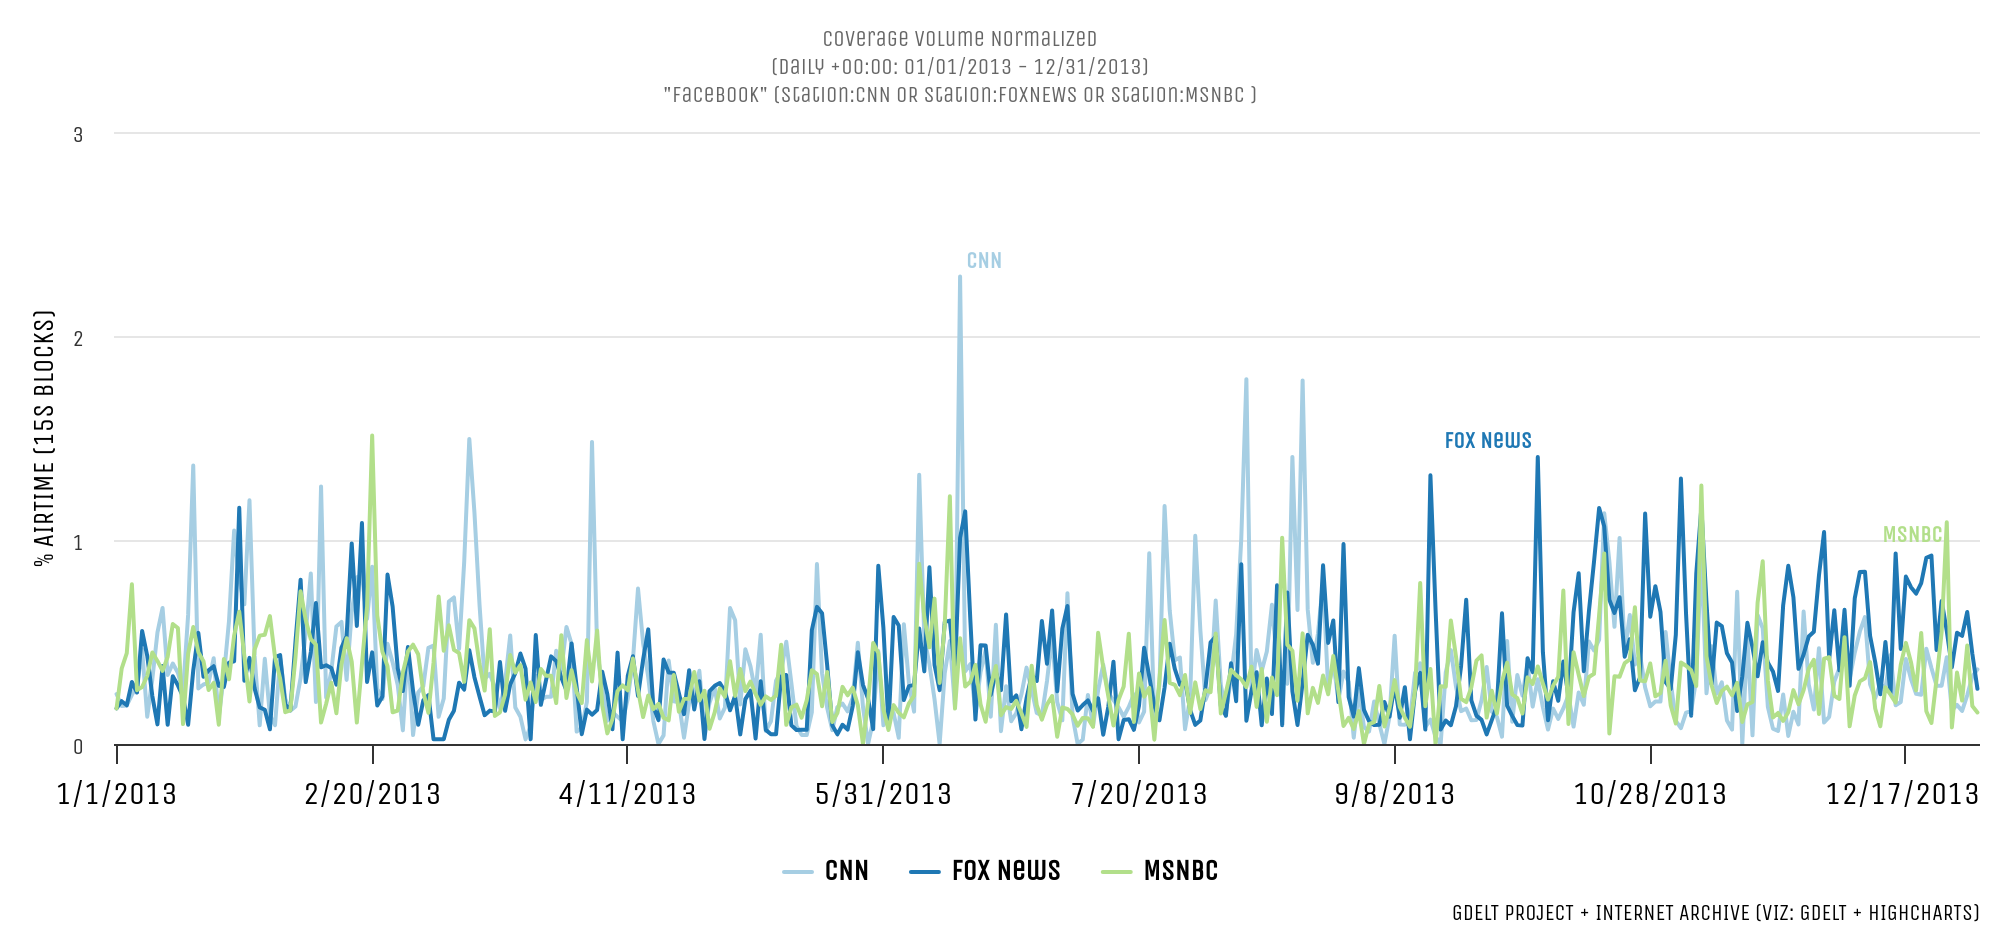 Coverage Volume Normalized
(Daily +00:00: 01/01/2013 - 12/31/2013)
"Facebook" (Station:CNN OR Station:FOXNEWS OR Station:MSNBC )
3
2
1
0
% AIRTIME (15S BLOCKS)
CNN
FOX News
MSNBC
1/1/2013 2/20/2013 4/11/2013 5/31/2013 7/20/2013 9/8/2013 10/28/2013 12/17/2013
CNN FOX News MSNBC
GDELT PROJECT + INTERNET ARCHIVE (VIZ: GDELT + HIGHCHARTS)